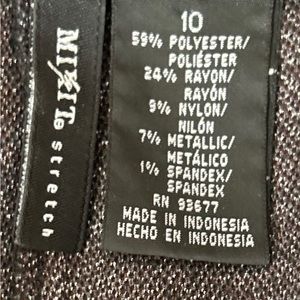 MIXIT
stretch
10
59% POLYESTER/
POLIÉSTER
24% RAYON/
RAYÓN
9% NYLON/
NILÓN
7% METALLIC/
METÁLICO
1% SPANDEX/
SPANDEX
RN 93677
MADE IN INDONESIA
HECHO EN INDONESIA